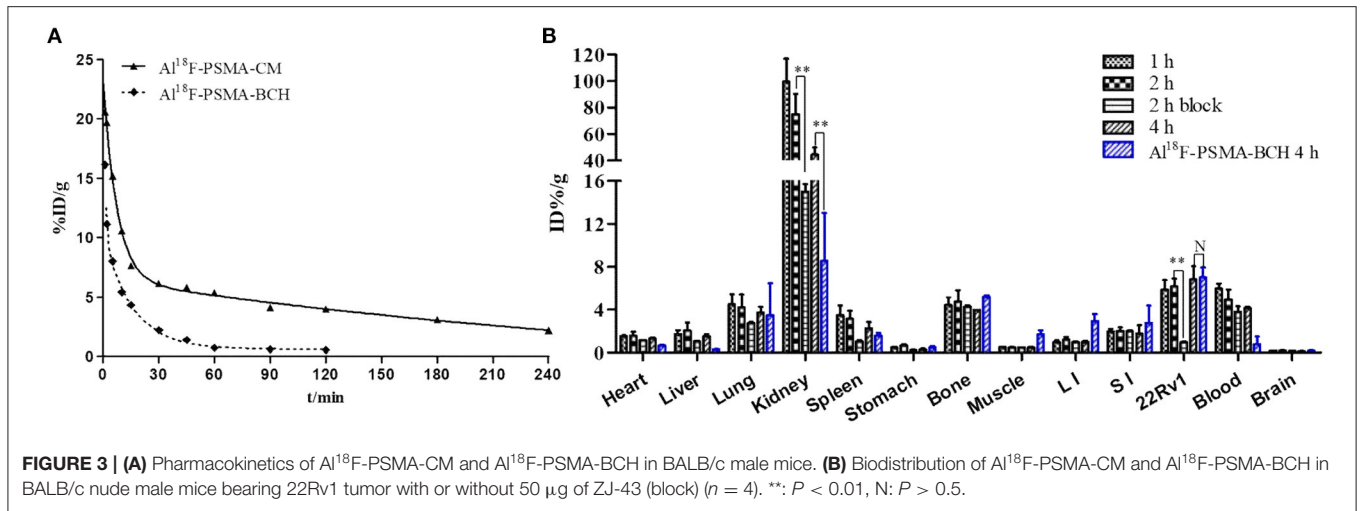 A
25
20
15
10
5
0
%ID/g
Al¹⁸F-PSMA-CM
Al¹⁸F-PSMA-BCH
0 30 60 90 120 150 180 210 240
t/min
B
120
100
80
60
40
16
12
8
4
0
ID%/g
**
**
**
N
1 h
2 h
2 h block
4 h
Al¹⁸F-PSMA-BCH 4 h
Heart Liver Lung Kidney Spleen Stomach Bone Muscle L I S I 22Rv1 Blood Brain
FIGURE 3 | (A) Pharmacokinetics of Al¹⁸F-PSMA-CM and Al¹⁸F-PSMA-BCH in BALB/c male mice. (B) Biodistribution of Al¹⁸F-PSMA-CM and Al¹⁸F-PSMA-BCH in
BALB/c nude male mice bearing 22Rv1 tumor with or without 50 μg of ZJ-43 (block) (n = 4). **: P < 0.01, N: P > 0.5.